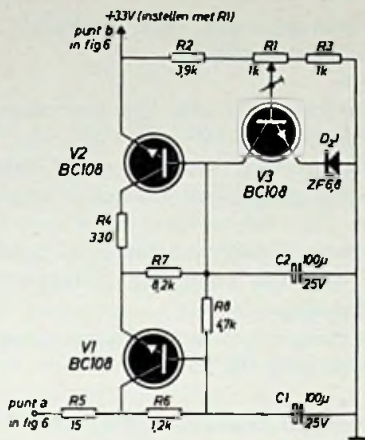 +33V (instellen met R1)
punt b
in fig 6
R2
3,9k
R1
1k
R3
1k
V2
BC108
V3
BC108
ZF6,8
R4
330
R7
8,2k
C2
100µ
25V
R8
4,7k
V1
BC108
punt a
in fig 6
R5
15
R6
1,2k
C1
100µ
25V